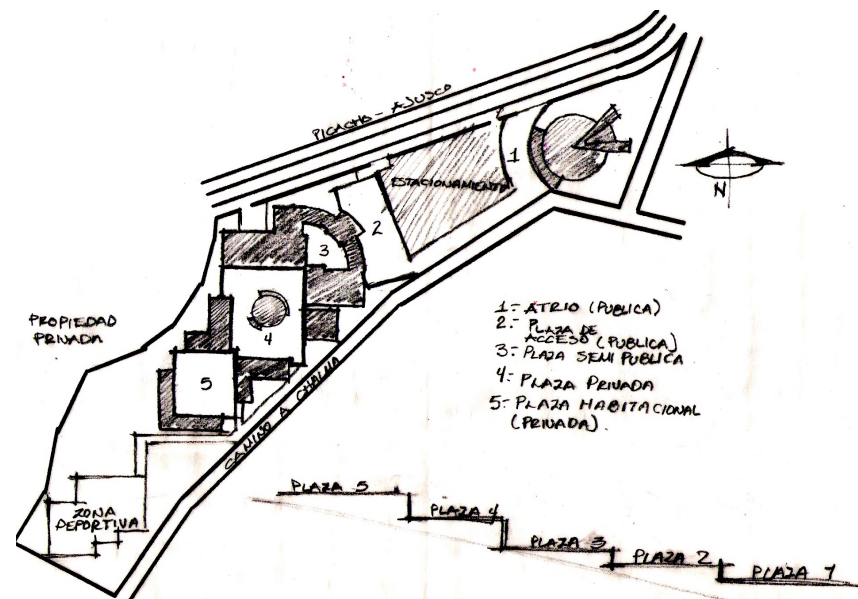 PICACHO - AJUSCO
ESTACIONAMIENTO
1
2
3
4
5
N
PROPIEDAD
PRIVADA
CAMINO A CHALMA
ZONA
DEPORTIVA
1.- ATRIO (PUBLICA)
2.- PLAZA DE
ACCESO (PUBLICA)
3.- PLAZA SEMI PUBLICA
4.- PLAZA PRIVADA
5.- PLAZA HABITACIONAL
(PRIVADA).
PLAZA 5
PLAZA 4
PLAZA 3
PLAZA 2
PLAZA 1